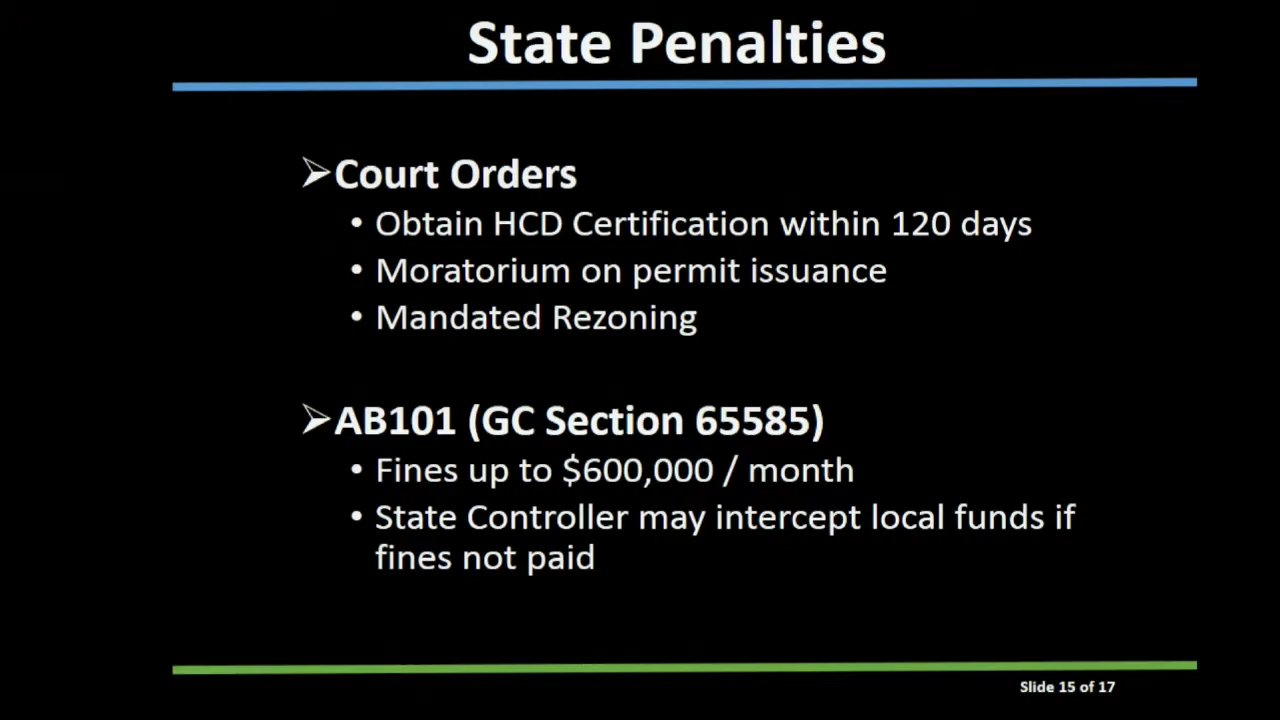 State Penalties
➢Court Orders
• Obtain HCD Certification within 120 days
• Moratorium on permit issuance
• Mandated Rezoning
➢AB101 (GC Section 65585)
• Fines up to $600,000 / month
• State Controller may intercept local funds if
fines not paid
Slide 15 of 17